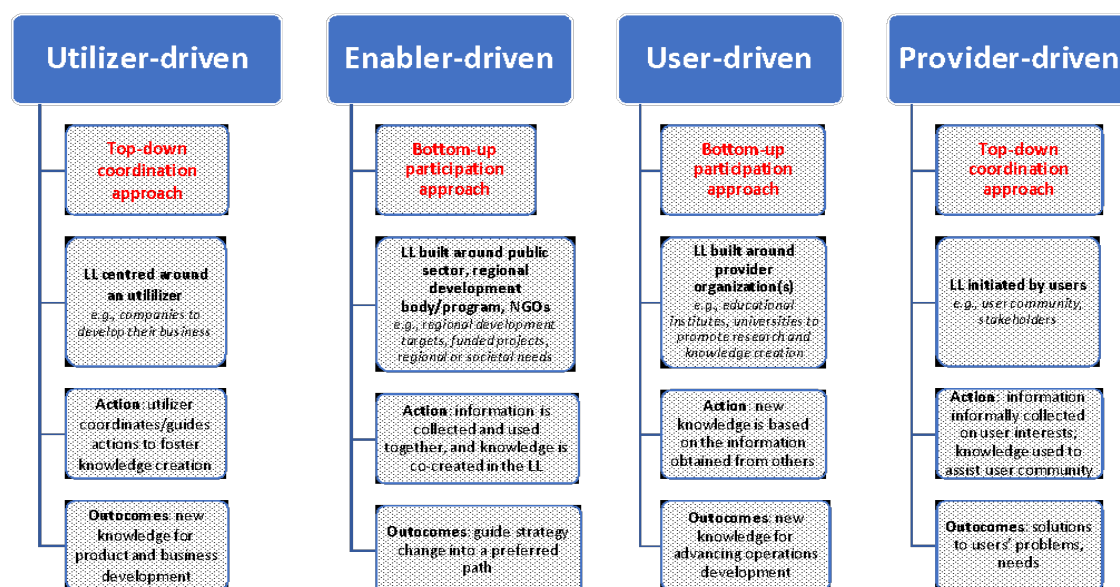 Utilizer-driven
Top-down
coordination
approach
LL centred around
an utililizer
e.g., companies to
develop their business
Action: utilizer
coordinates/guides
actions to foster
knowledge creation
Outocomes: new
knowledge for
product and business
development
Enabler-driven
Bottom-up
participation
approach
LL built around public
sector, regional
development
body/program, NGOs
e.g., regional development
targets, funded projects,
regional or societal needs
Action: information is
collected and used
together, and knowledge is
co-created in the LL
Outcomes: guide strategy
change into a preferred
path
User-driven
Bottom-up
participation
approach
LL built around
provider
organization(s)
e.g., educational
institutes, universities to
promote research and
knowledge creation
Action: new
knowledge is based
on the information
obtained from others
Outcomes: new
knowledge for
advancing operations
development
Provider-driven
Top-down
coordination
approach
LL initiated by users
e.g., user community,
stakeholders
Action: information
informally collected
on user interests,
knowledge used to
assist user community
Outcomes: solutions
to users' problems,
needs